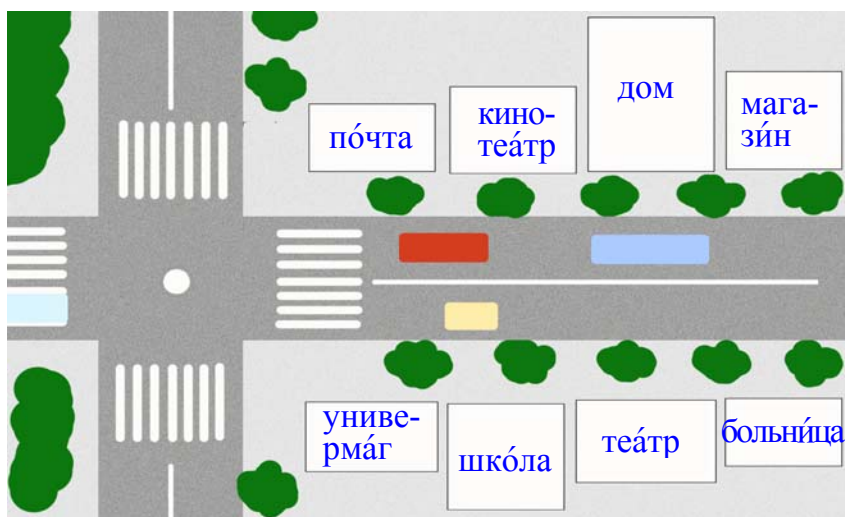 по́чта
кино-
теа́тр
дом
мага-
зи́н
униве-
рма́г
шко́ла
теа́тр
больни́ца